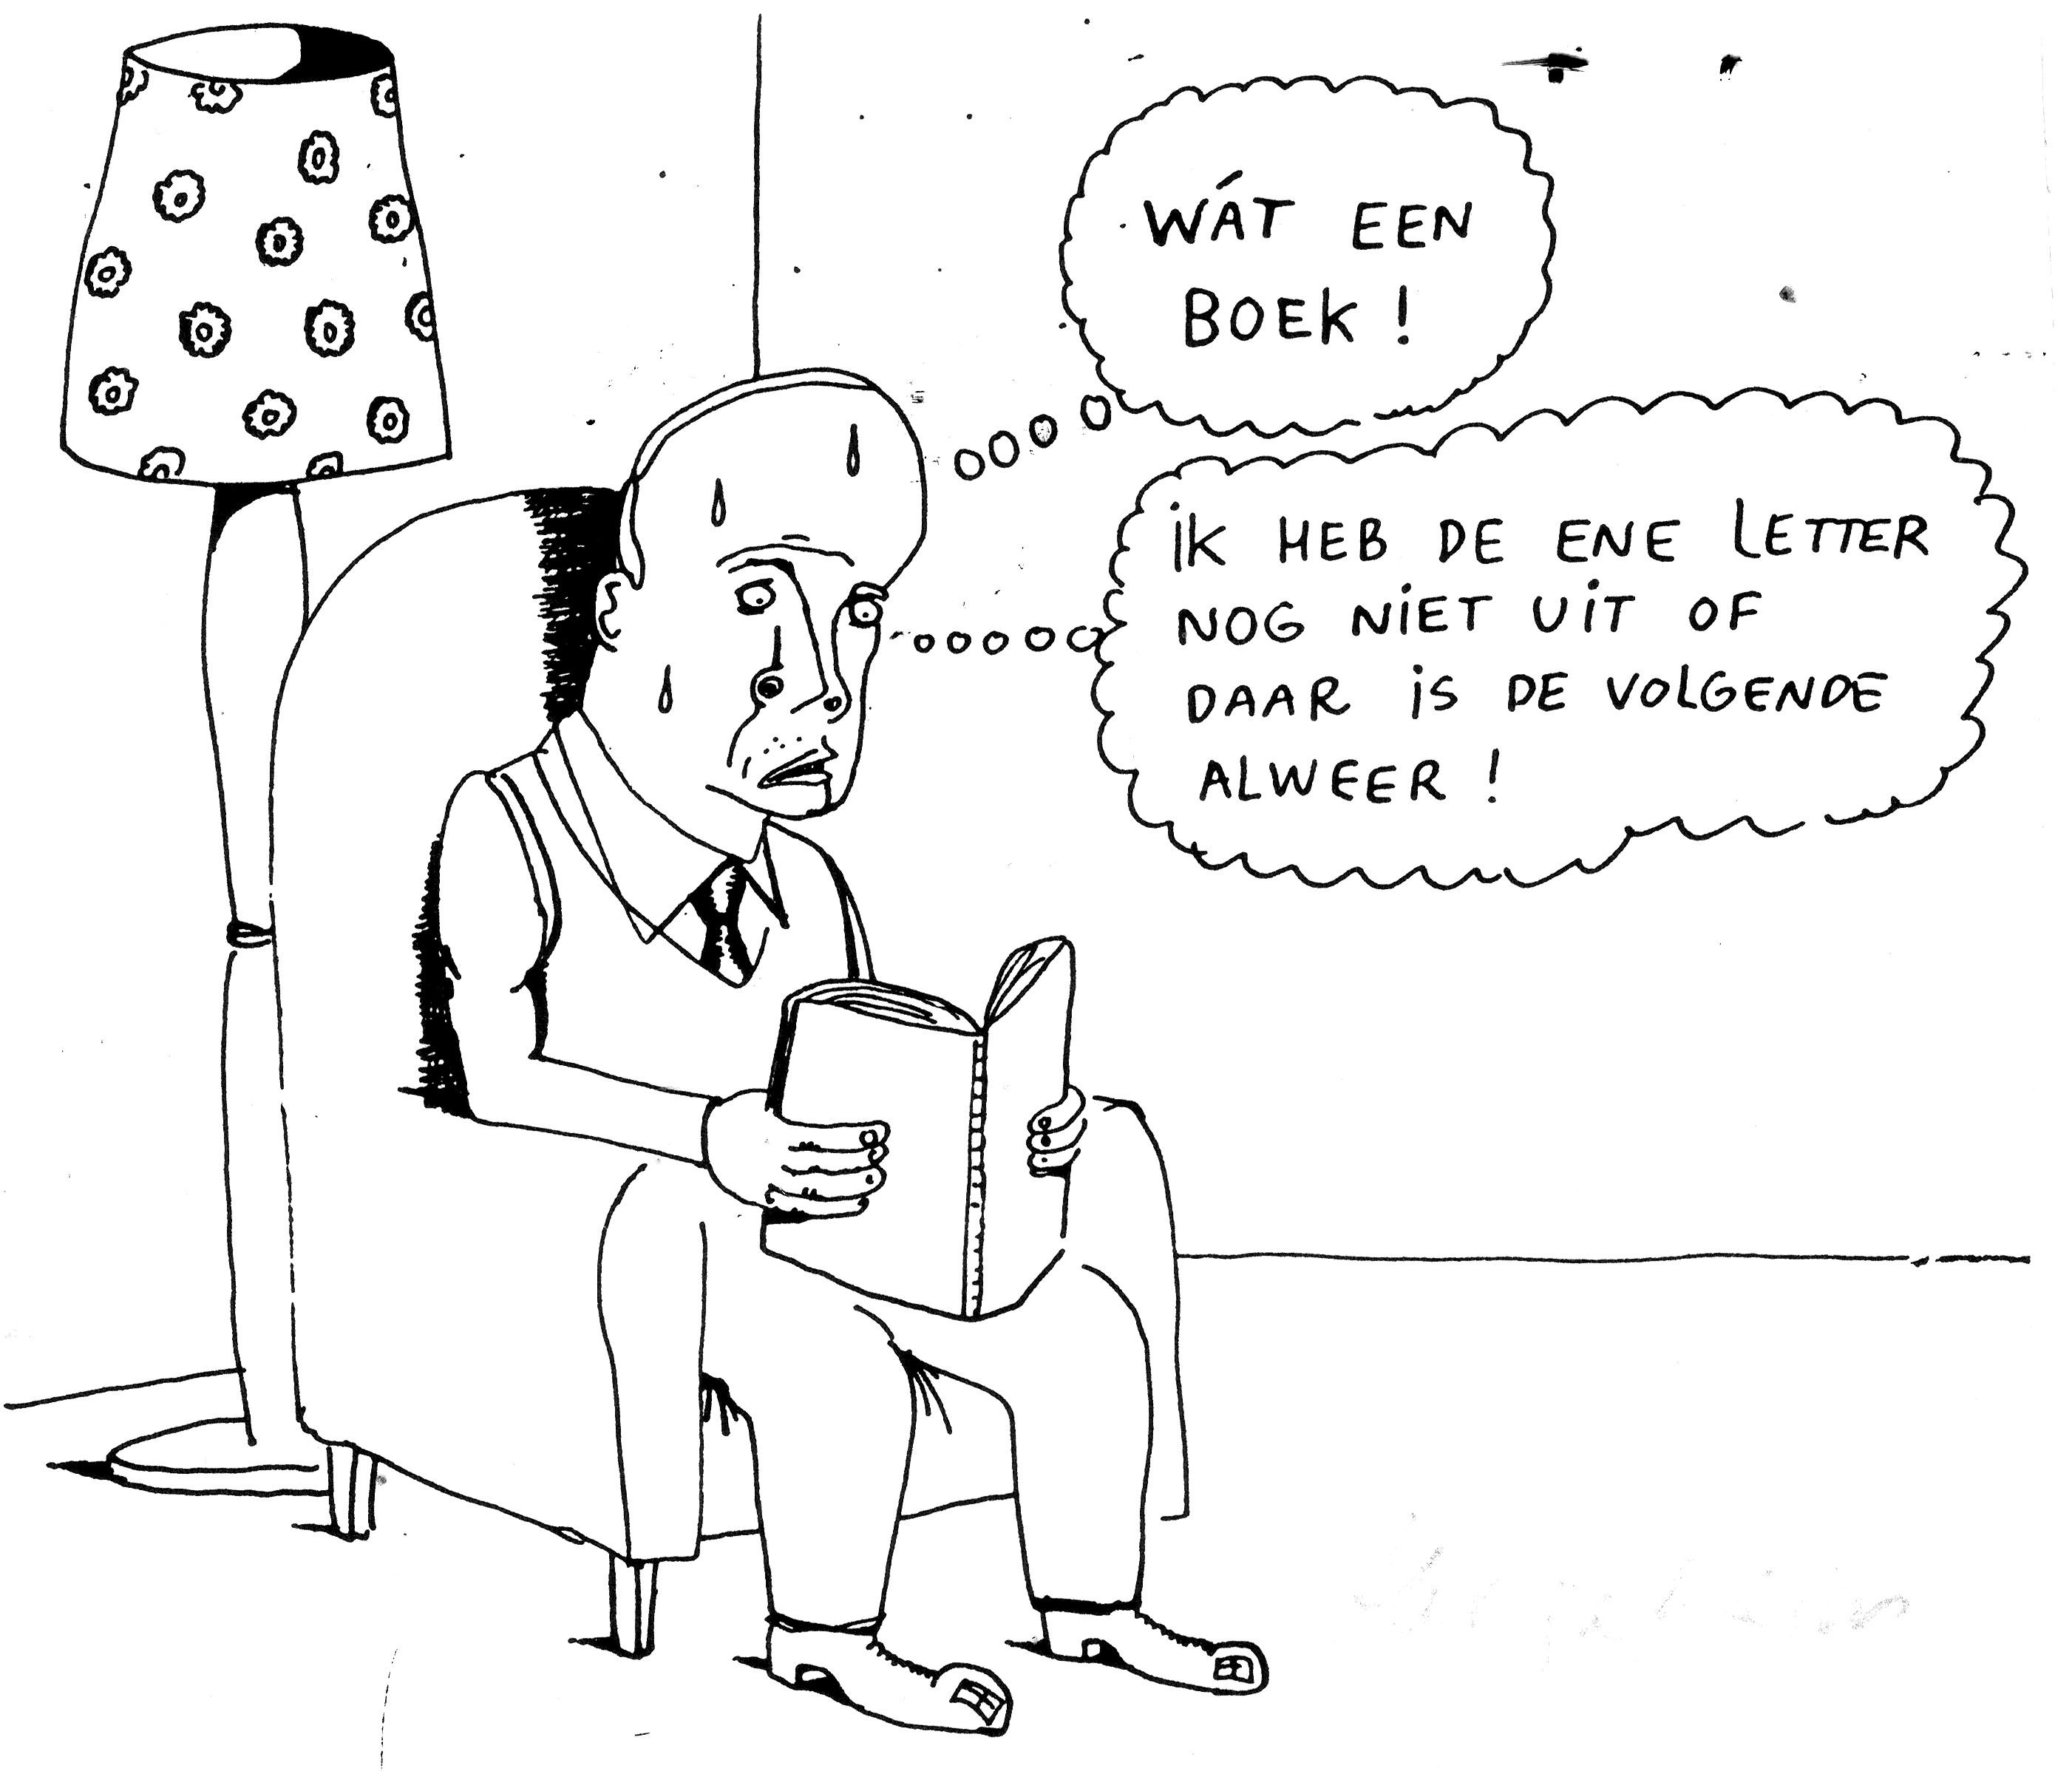 WÁT EEN
BOEK !
iK HEB DE ENE LETTER
NOG NiET UiT OF
DAAR iS DE VOLGENDE
ALWEER !